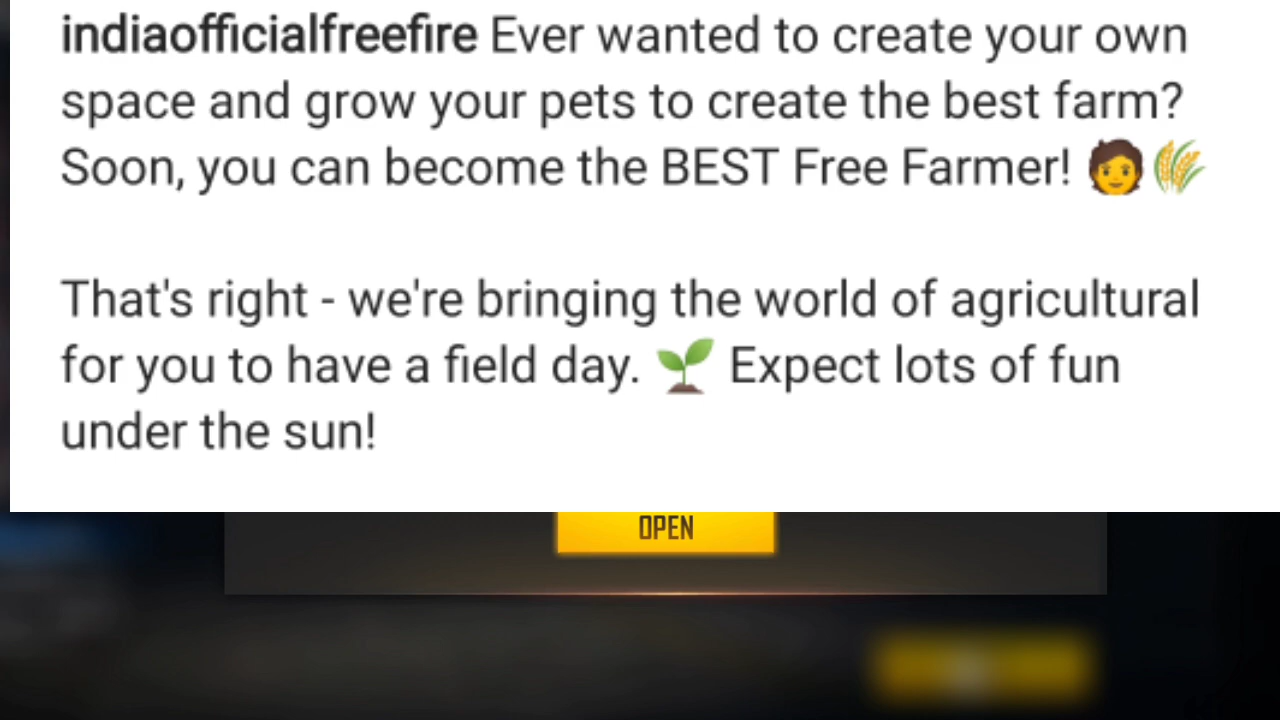 indiaofficialfreefire Ever wanted to create your own
space and grow your pets to create the best farm?
Soon, you can become the BEST Free Farmer! 🧑🌾
That's right - we're bringing the world of agricultural
for you to have a field day. 🌱 Expect lots of fun
under the sun!
OPEN